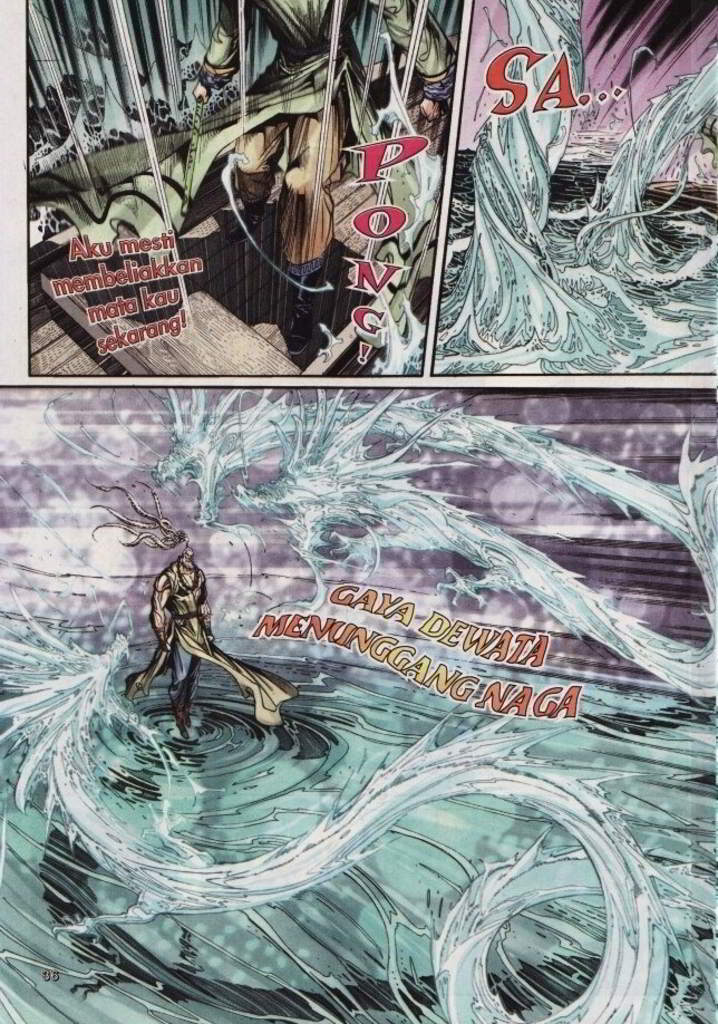 Aku mesti
membeliakkan
mata kau
sekarang!
PONG!
SA...
GAYA DEWATA
MENUNGGANG NAGA
36